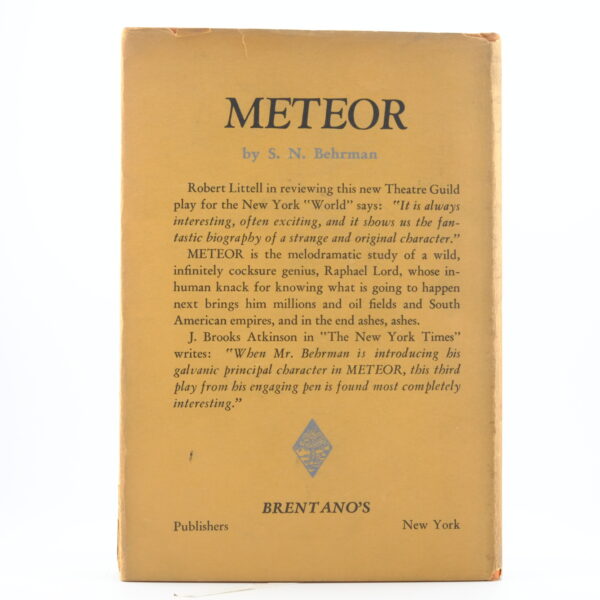 METEOR
by S. N. Behrman
Robert Littell in reviewing this new Theatre Guild
play for the New York "World" says: "It is always
interesting, often exciting, and it shows us the fan-
tastic biography of a strange and original character."
METEOR is the melodramatic study of a wild,
infinitely cocksure genius, Raphael Lord, whose in-
human knack for knowing what is going to happen
next brings him millions and oil fields and South
American empires, and in the end ashes, ashes.
J. Brooks Atkinson in "The New York Times"
writes: "When Mr. Behrman is introducing his
galvanic principal character in METEOR, this third
play from his engaging pen is found most completely
interesting."
BRENTANO'S
Publishers New York